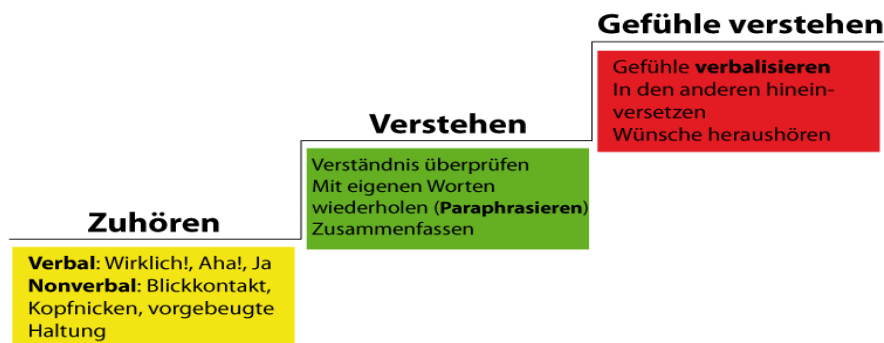 Zuhören
Verbal: Wirklich!, Aha!, Ja
Nonverbal: Blickkontakt,
Kopfnicken, vorgebeugte
Haltung
Verstehen
Verständnis überprüfen
Mit eigenen Worten
wiederholen (Paraphrasieren)
Zusammenfassen
Gefühle verstehen
Gefühle verbalisieren
In den anderen hinein-
versetzen
Wünsche heraushören